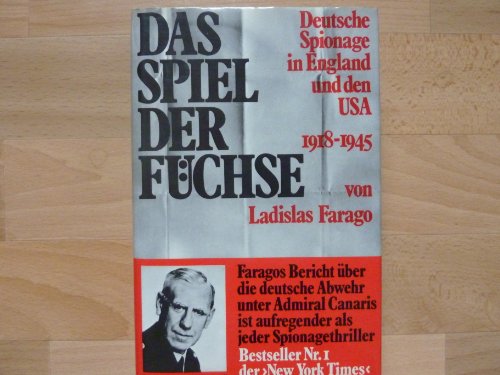 DAS
SPIEL
DER
FÜCHSE
Deutsche
Spionage
in England
und den
USA
1918-1945
von
Ladislas Farago
Faragos Bericht über
die deutsche Abwehr
unter Admiral Canaris
ist aufregender als
jeder Spionagethriller
Bestseller Nr. 1
der ›New York Times‹